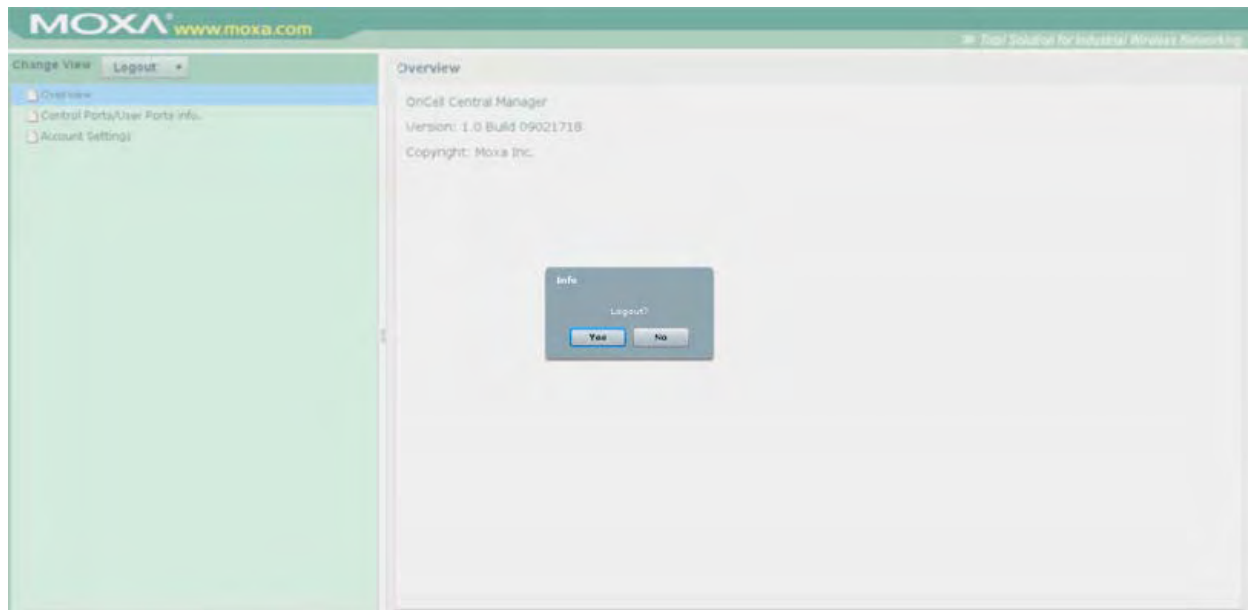 MOXA® www.moxa.com
Total Solution for Industrial Wireless Networking
Change View Logout
Overview
Control Ports/User Ports info.
Account Settings
Overview
OnCell Central Manager
Version: 1.0 Build 09021718
Copyright: Moxa Inc.
Info
Logout?
Yes No